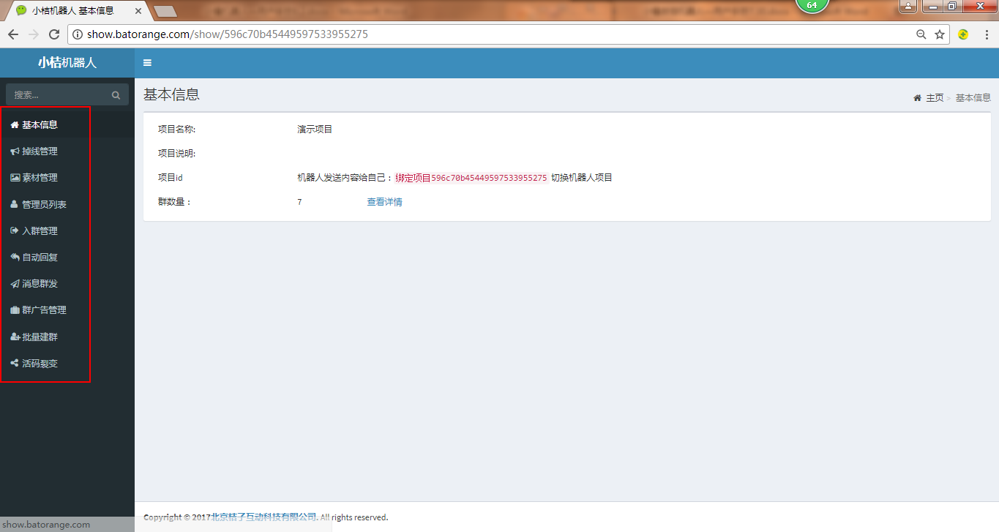 小桔机器人 基本信息
64
show.batorange.com/show/596c70b45449597533955275
小桔机器人
搜索...
基本信息
掉线管理
素材管理
管理员列表
入群管理
自动回复
消息群发
群广告管理
批量建群
活码裂变
基本信息
主页 > 基本信息
项目名称: 演示项目
项目说明:
项目id 机器人发送内容给自己：绑定项目596c70b45449597533955275 切换机器人项目
群数量： 7 查看详情
Copyright © 2017北京桔子互动科技有限公司. All rights reserved.
show.batorange.com